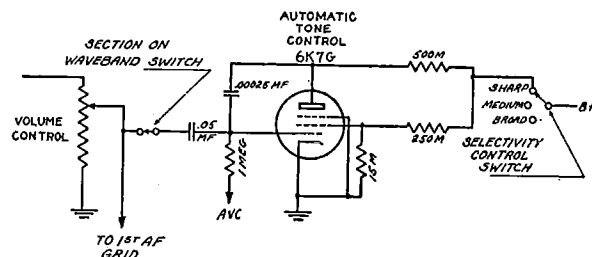 AUTOMATIC
TONE
CONTROL
6K7G
SECTION ON
WAVEBAND SWITCH
500M
.00025 MF
SHARP
MEDIUM
BROAD
B+
VOLUME
CONTROL
.05
MF
1MEG
15M
250M
SELECTIVITY
CONTROL
SWITCH
AVC
TO 1ST AF
GRID